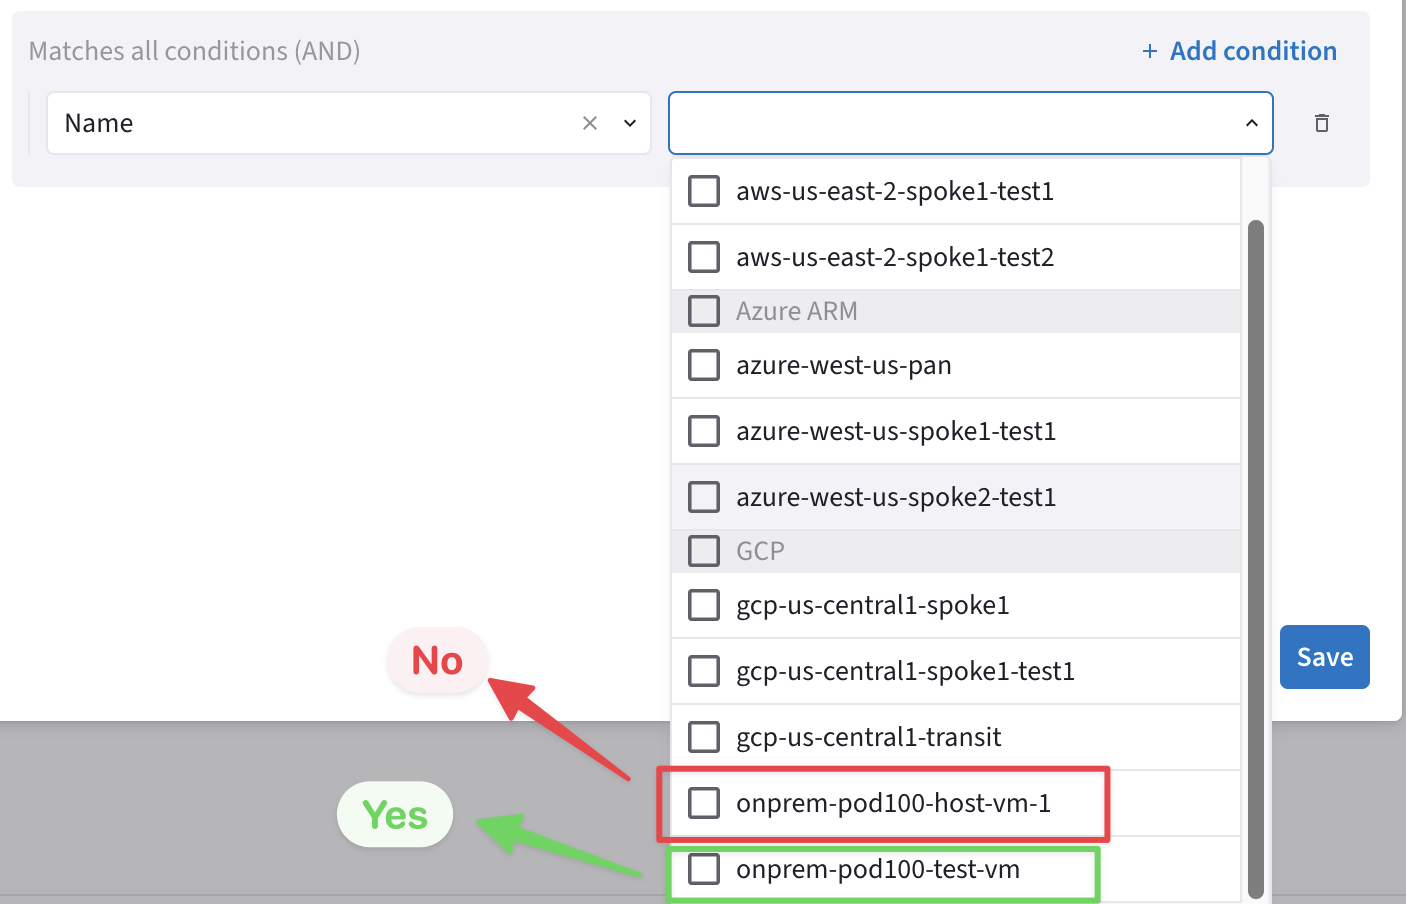 Matches all conditions (AND)
+ Add condition
Name
aws-us-east-2-spoke1-test1
aws-us-east-2-spoke1-test2
Azure ARM
azure-west-us-pan
azure-west-us-spoke1-test1
azure-west-us-spoke2-test1
GCP
gcp-us-central1-spoke1
No
Save
gcp-us-central1-spoke1-test1
gcp-us-central1-transit
onprem-pod100-host-vm-1
Yes
onprem-pod100-test-vm